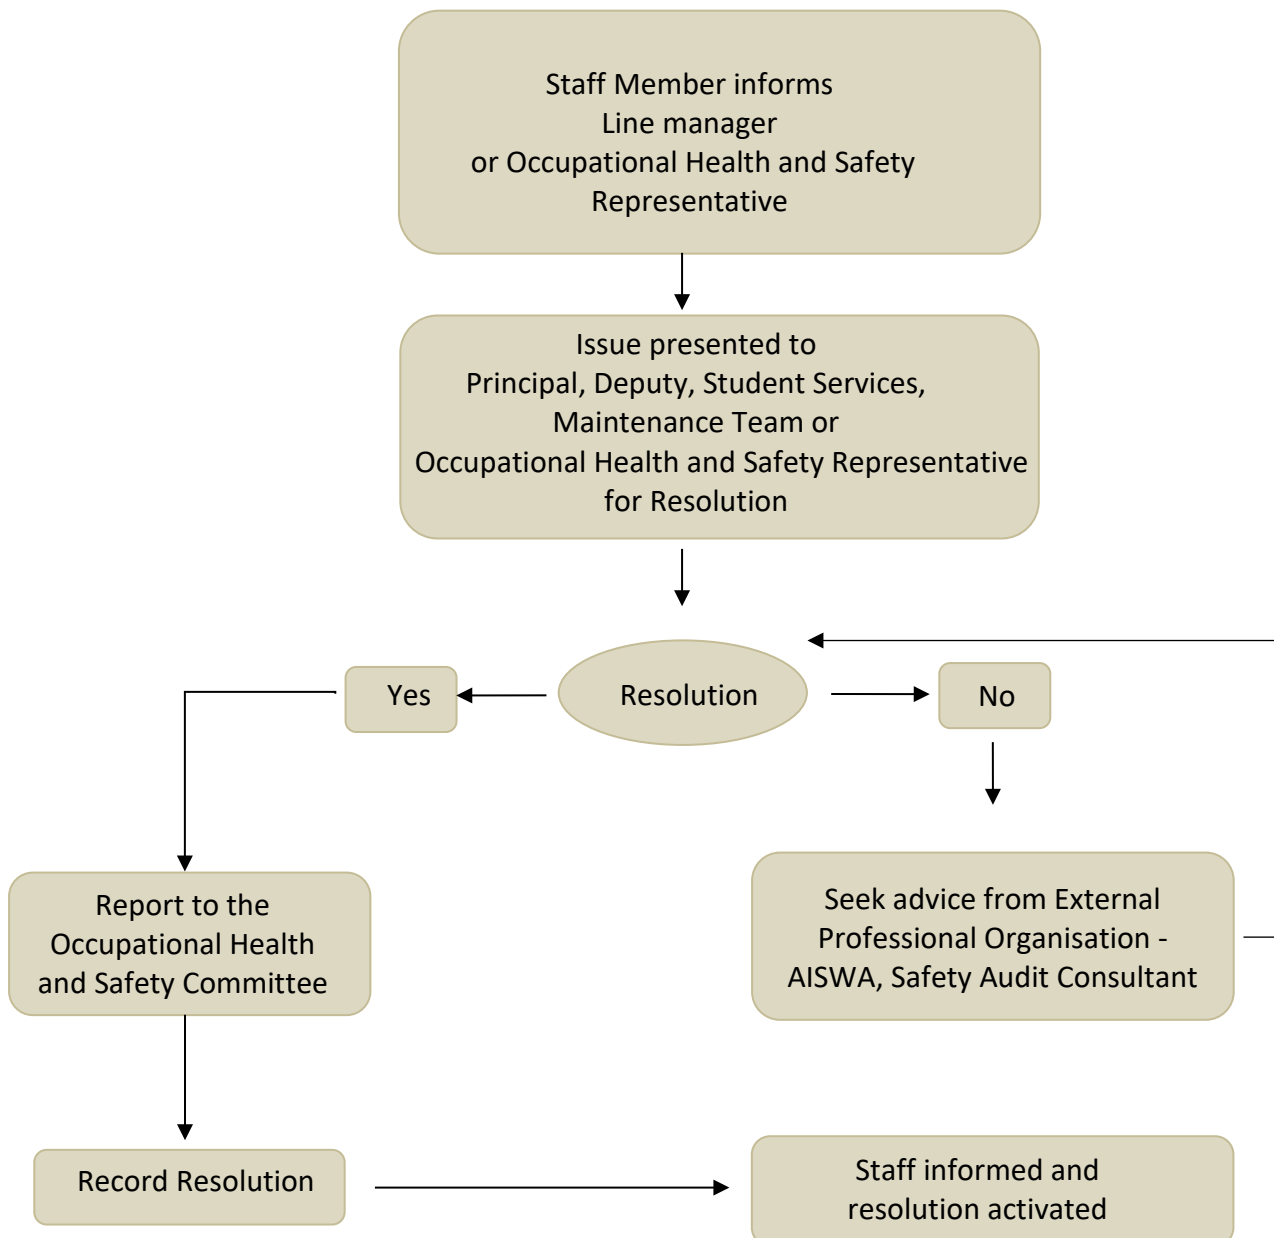 Staff Member informs
Line manager
or Occupational Health and Safety
Representative
Issue presented to
Principal, Deputy, Student Services,
Maintenance Team or
Occupational Health and Safety Representative
for Resolution
Yes
Resolution
No
Report to the
Occupational Health
and Safety Committee
Seek advice from External
Professional Organisation -
AISWA, Safety Audit Consultant
Record Resolution
Staff informed and
resolution activated